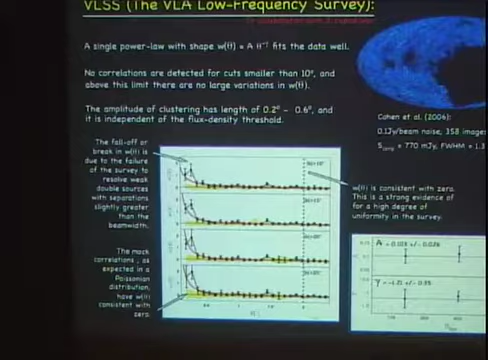 VLSS (The VLA Low-Frequency Survey):
A single power-law with shape w(θ) = A θ⁻ᵞ fits the data well.
No correlations are detected for cuts smaller than 10°, and
above this limit there are no large variations in w(θ).
The amplitude of clustering has length of 0.2° - 0.6°, and
it is independent of the flux-density threshold.
Cohen et al. (2006):
0.1Jy/beam noise, 358 images
= 770 mJy, FWHM = 1.3
The fall-off or
break in w(θ) is
due to the failure
of the survey to
resolve weak
double sources
with separations
slightly greater
than the
beamwidth.
w(θ) is consistent with zero.
This is a strong evidence of
for a high degree of
uniformity in the survey.
The mock
correlations, as
expected in a
Poissonian
distribution,
have w(θ)
consistent with
zero.